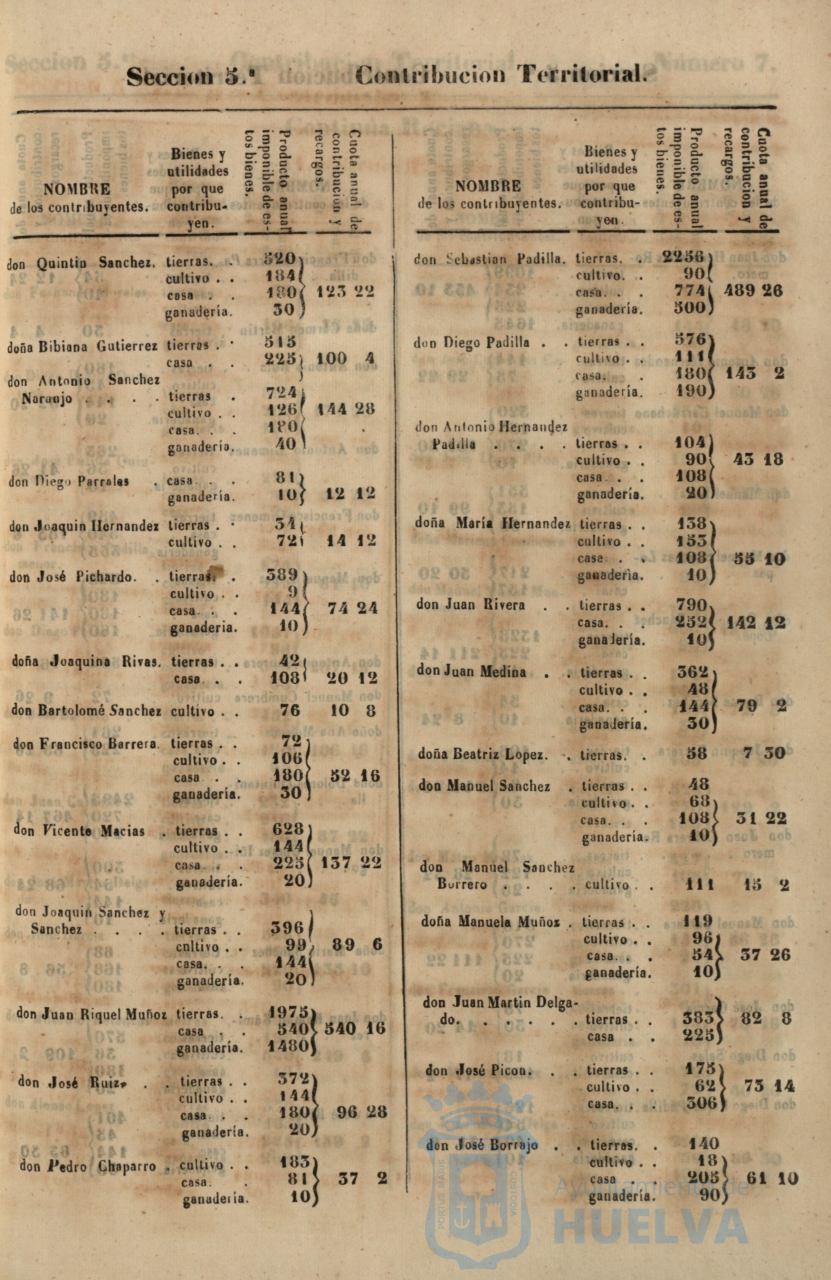 Seccion 5.ª Contribucion Territorial.
NOMBRE
de los contribuyentes.
Bienes y
utilidades
por que
contribu-
yen.
Producto anual
imponible de es-
tos bienes.
Cuota anual de
contribucion y
recargos.
don Quintin Sanchez. tierras. . 520
cultivo . . 184
casa . . 180 123 22
ganadería. 30
doña Bibiana Gutierrez tierras . . 515
casa . . 225 100 4
don Antonio Sanchez
Naranjo . . . . tierras . 724
cultivo . . 126 144 28
casa. . . 180
ganadería. 40
don Diego Parrales . casa. . . 81
ganadería. 10 12 12
don Joaquin Hernandez tierras . . 34
cultivo . . 72 14 12
don José Pichardo. . tierras. . 389
cultivo . . 9
casa. . . 144 74 24
ganaderia. 10
doña Joaquina Rivas. tierras . . 42
casa . . 108 20 12
don Bartolomé Sanchez cultivo . . 76 10 8
don Francisco Barrera. tierras . . 72
cultivo . . 106
casa . . 180 52 16
ganadería. 30
don Vicente Macias . tierras . . 628
cultivo . . 144
casa. . . 225 137 22
ganadería. 20
don Joaquin Sanchez y
Sanchez . . . . tierras . . 396
cnltivo . . 99 89 6
casa. . . 144
ganadería. 20
don Juan Riquel Muñoz tierras. . 1975
casa . . 540 540 16
ganadería. 1480
don José Ruiz. . . tierras . . 372
cultivo . . 144
casa. . . 180 96 28
ganadería. 20
don Pedro Chaparro . cultivo . . 183
casa. . 81 37 2
ganadería. 10
NOMBRE
de los contribuyentes.
Bienes y
utilidades
por que
contribu-
yen.
Producto anual
imponible de es-
tos bienes.
Cuota anual de
contribucion y
recargos.
don Sebastian Padilla. tierras. . 2256
cultivo. . 90
casa. . . 774 489 26
ganadería. 500
don Diego Padilla . . tierras . . 576
cultivo . . 111
casa. . . 180 143 2
ganadería. 190
don Antonio Hernandez
Padilla . . . . tierras . . 104
cultivo . . 90 43 18
casa . . 108
ganadería. 20
doña María Hernandez tierras . . 138
cultivo . . 153
casa . . 108 55 10
ganadería. 10
don Juan Rivera . . tierras . . 790
casa. . . 252 142 12
ganadería. 10
don Juan Medina . . tierras . . 362
cultivo . . 48
casa. . . 144 79 2
ganadería. 30
doña Beatriz Lopez. . tierras. . 58 7 30
don Manuel Sanchez . tierras . . 48
cultivo . . 68
casa. . . 108 31 22
ganadería. 10
don Manuel Sanchez
Borrero . . . . cultivo . . 111 15 2
doña Manuela Muñoz . tierras . . 119
cultivo . . 96
casa. . . 54 37 26
ganadería. 10
don Juan Martin Delga-
do. . . . . . tierras . . 383 82 8
casa . . 225
don José Picon. . . tierras . . 175
cultivo . . 62 73 14
casa. . . 306
don José Borrajo . . tierras. . 140
cultivo . . 18
casa . . 205 61 10
ganadería. 90
Ayuntamiento de
HUELVA